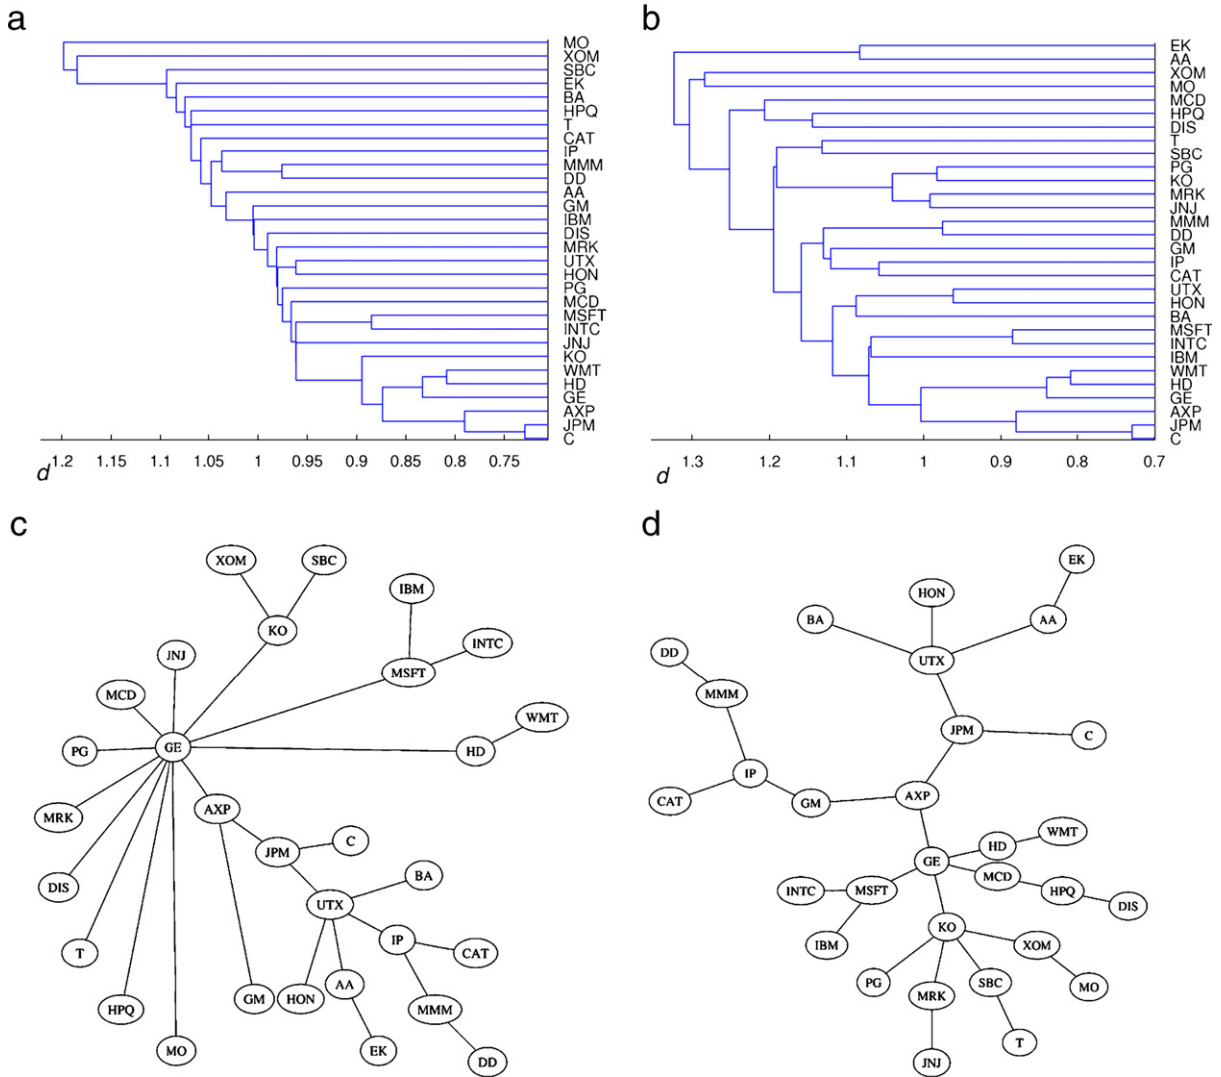 a
MO
XOM
SBC
EK
BA
HPQ
T
CAT
IP
MMM
DD
AA
GM
IBM
DIS
MRK
UTX
HON
PG
MCD
MSFT
INTC
JNJ
KO
WMT
HD
GE
AXP
JPM
C
1.2 1.15 1.1 1.05 1 0.95 0.9 0.85 0.8 0.75
d
b
EK
AA
XOM
MO
MCD
HPQ
DIS
T
SBC
PG
KO
MRK
JNJ
MMM
DD
GM
IP
CAT
UTX
HON
BA
MSFT
INTC
IBM
WMT
HD
GE
AXP
JPM
C
1.3 1.2 1.1 1 0.9 0.8 0.7
d
c
XOM
SBC
IBM
KO
INTC
JNJ
MSFT
MCD
WMT
PG
GE
HD
AXP
MRK
C
JPM
BA
DIS
UTX
IP
T
CAT
AA
GM
HON
HPQ
MMM
MO
EK
DD
d
EK
HON
BA
AA
DD
UTX
MMM
JPM
C
IP
CAT
GM
AXP
WMT
HD
GE
MCD
INTC
MSFT
HPQ
DIS
KO
IBM
XOM
PG
SBC
MO
MRK
T
JNJ